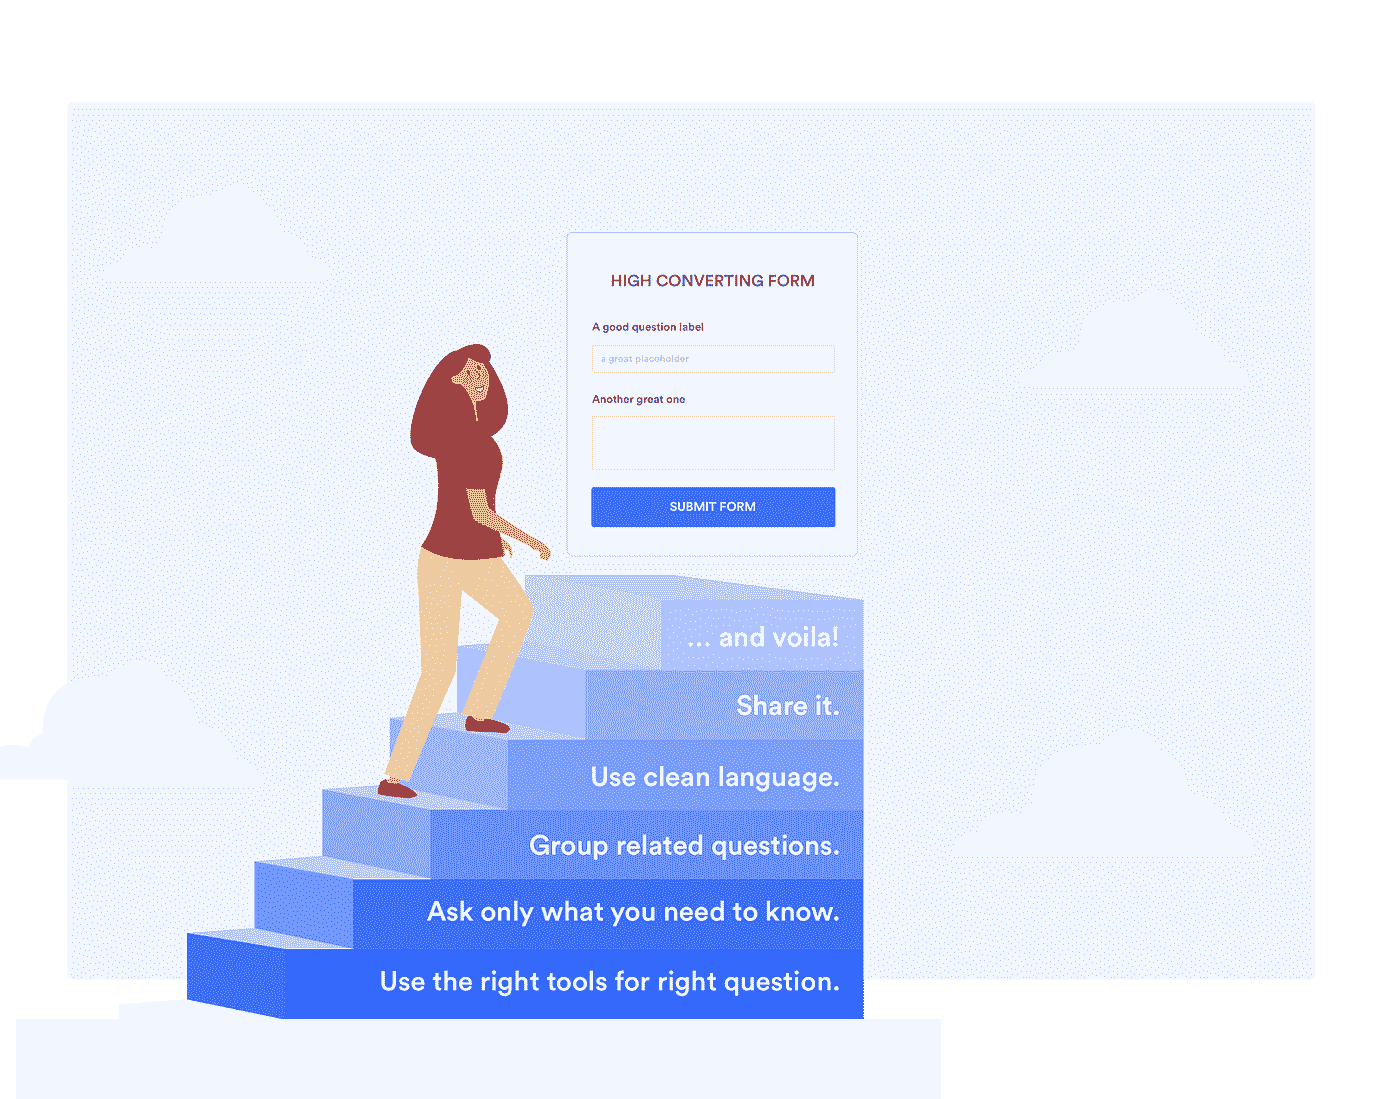 HIGH CONVERTING FORM
A good question label
a great placeholder
Another great one
SUBMIT FORM
... and voila!
Share it.
Use clean language.
Group related questions.
Ask only what you need to know.
Use the right tools for right question.